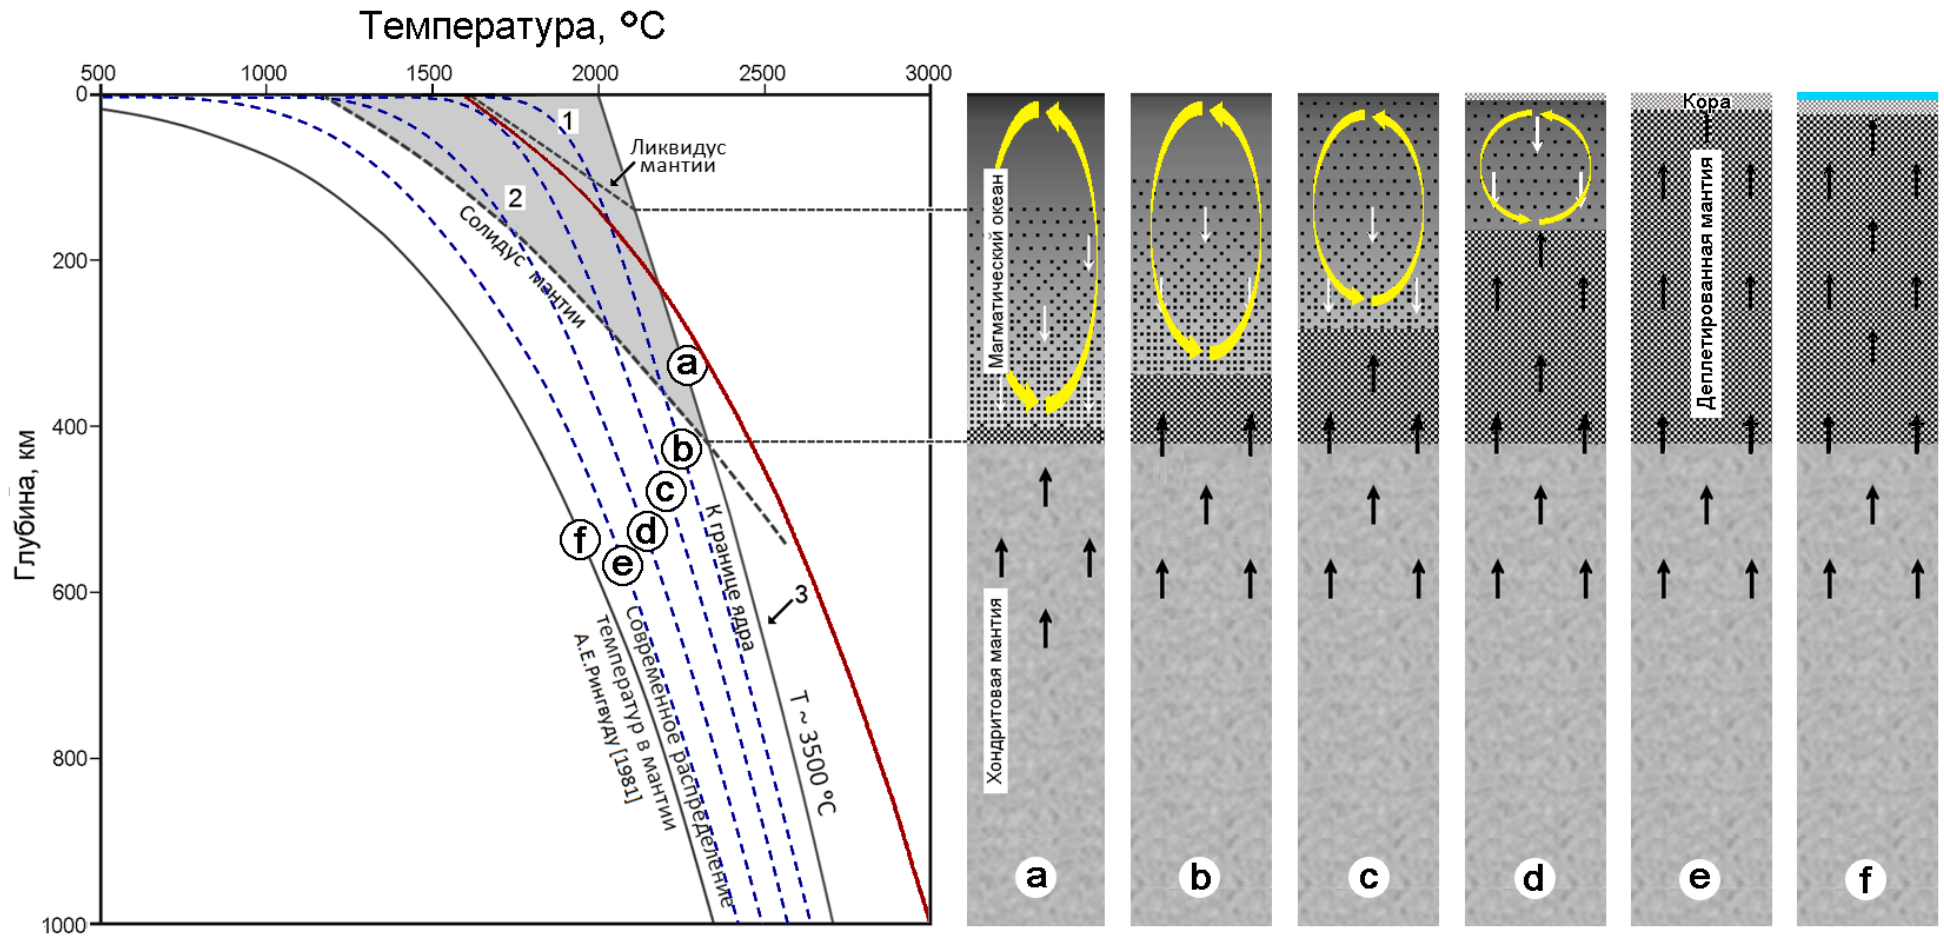 Температура, °С
500 1000 1500 2000 2500 3000
0
200
400
600
800
1000
Глубина, км
1
2
3
Ликвидус
мантии
Солидус мантии
a
b
c
d
e
f
К границе ядра
Т ~ 3500 °С
Современное распределение
температур в мантии
А.Е.Рингвуду [1981]
Магматический океан
Хондритовая мантия
Кора
Деплетированная мантия
a b c d e f